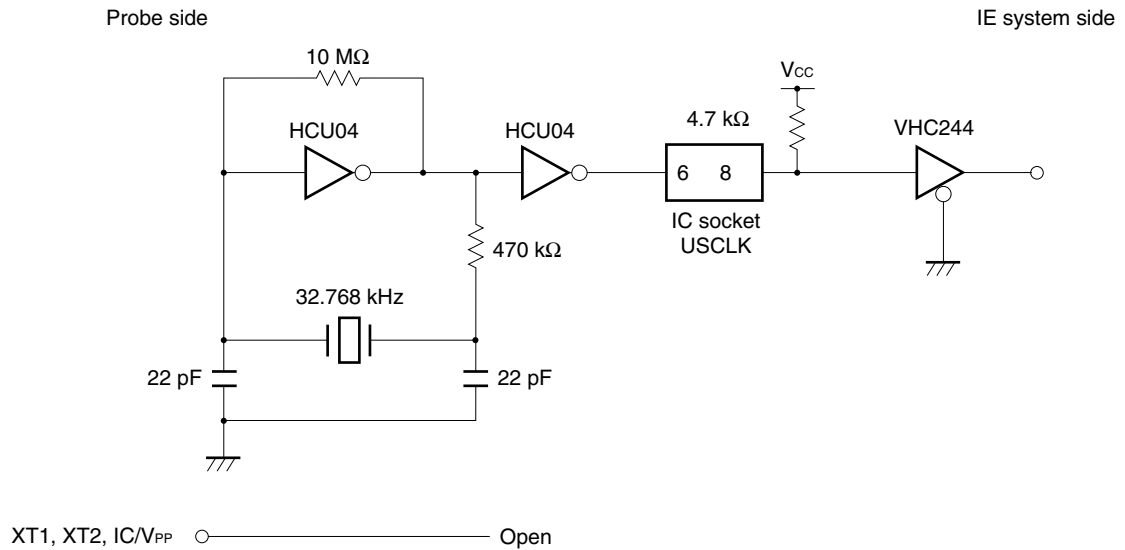 Probe side
IE system side
10 MΩ
VCC
HCU04
HCU04
4.7 kΩ
VHC244
6 8
IC socket
USCLK
470 kΩ
32.768 kHz
22 pF
22 pF
XT1, XT2, IC/VPP
Open